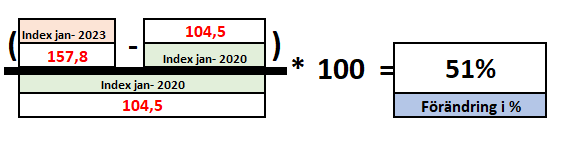 ( Index jan- 2023 - 104,5 )
157,8 Index jan- 2020
Index jan- 2020
104,5
* 100 = 51%
Förändring i %